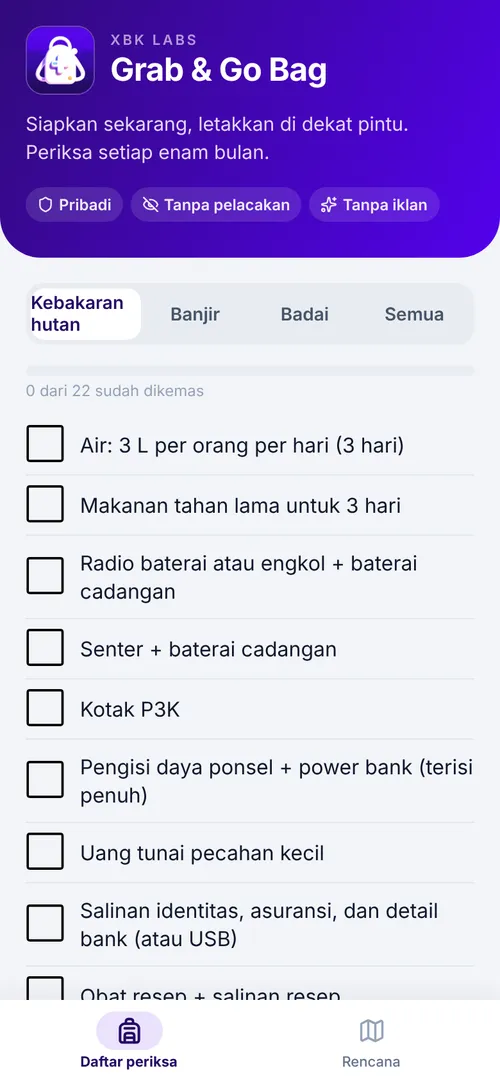 XBK LABS
Grab & Go Bag
Siapkan sekarang, letakkan di dekat pintu.
Periksa setiap enam bulan.
Pribadi
Tanpa pelacakan
Tanpa iklan
Kebakaran
hutan
Banjir
Badai
Semua
0 dari 22 sudah dikemas
Air: 3 L per orang per hari (3 hari)
Makanan tahan lama untuk 3 hari
Radio baterai atau engkol + baterai
cadangan
Senter + baterai cadangan
Kotak P3K
Pengisi daya ponsel + power bank (terisi
penuh)
Uang tunai pecahan kecil
Salinan identitas, asuransi, dan detail
bank (atau USB)
Obat resep + salinan resep
Daftar periksa
Rencana